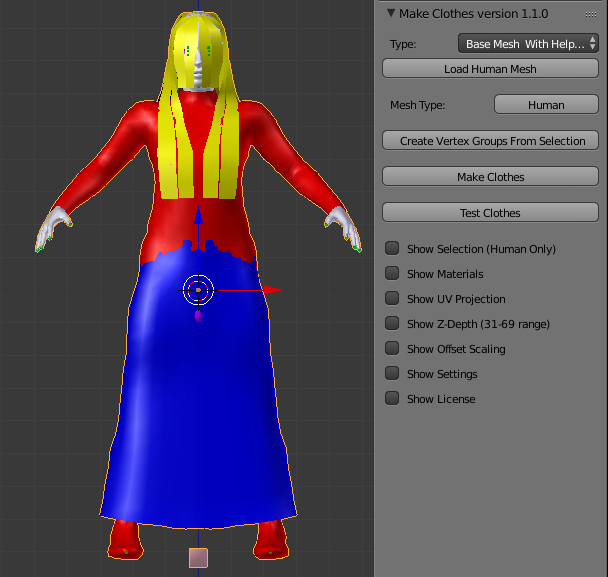 Make Clothes version 1.1.0
Type: Base Mesh With Help...
Load Human Mesh
Mesh Type: Human
Create Vertex Groups From Selection
Make Clothes
Test Clothes
Show Selection (Human Only)
Show Materials
Show UV Projection
Show Z-Depth (31-69 range)
Show Offset Scaling
Show Settings
Show License